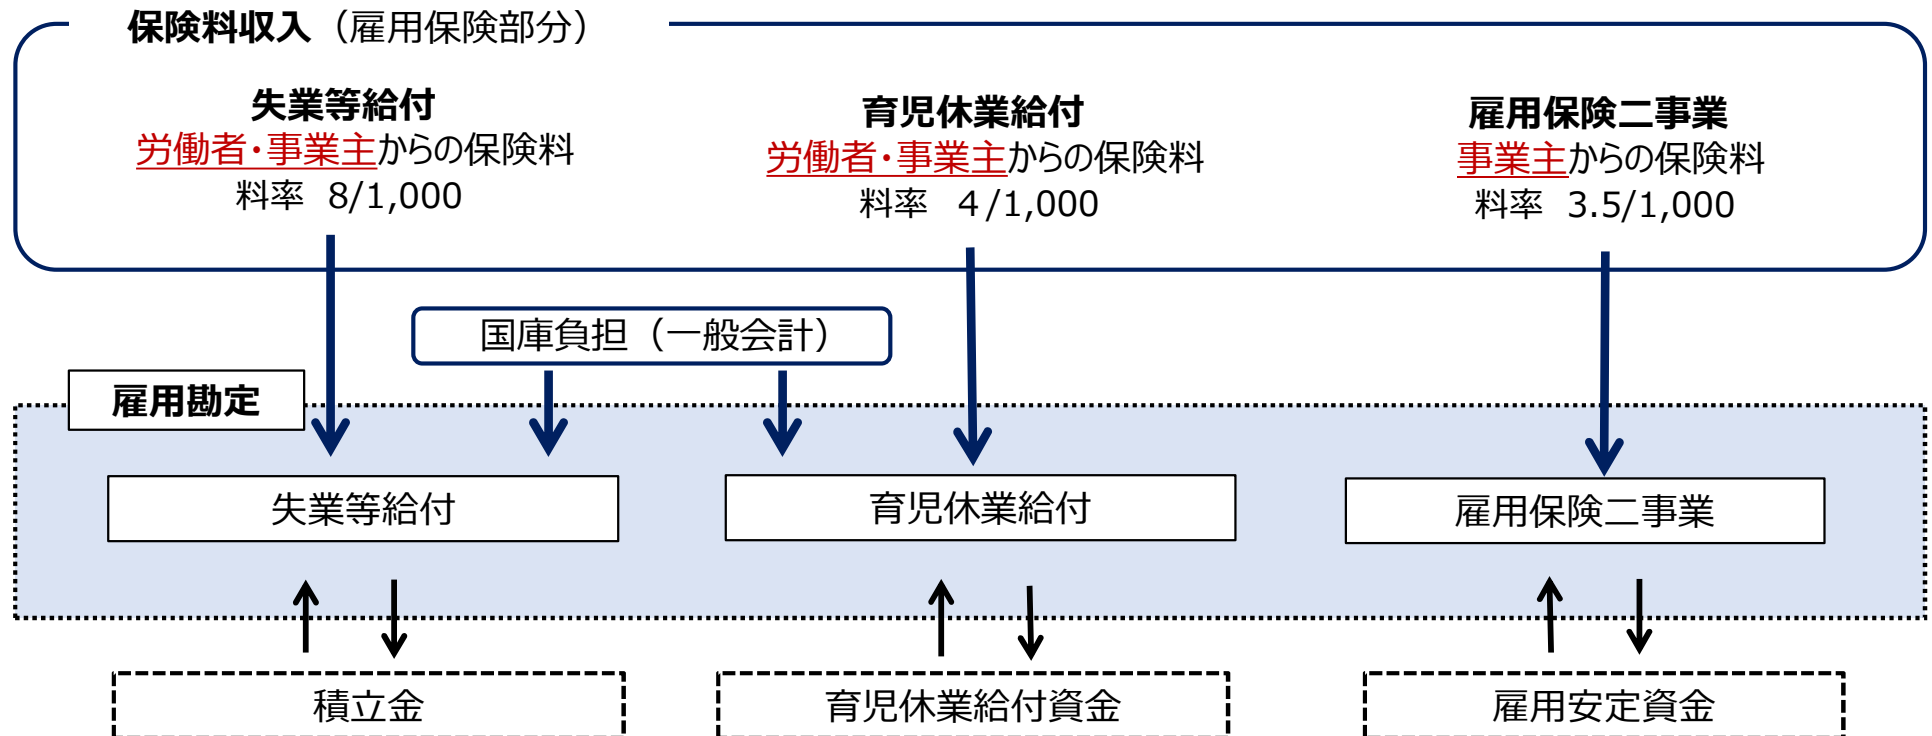 保険料収入（雇用保険部分）
失業等給付
労働者・事業主からの保険料
料率 8/1,000
育児休業給付
労働者・事業主からの保険料
料率 ４/1,000
雇用保険二事業
事業主からの保険料
料率 3.5/1,000
国庫負担（一般会計）
雇用勘定
失業等給付
育児休業給付
雇用保険二事業
積立金
育児休業給付資金
雇用安定資金